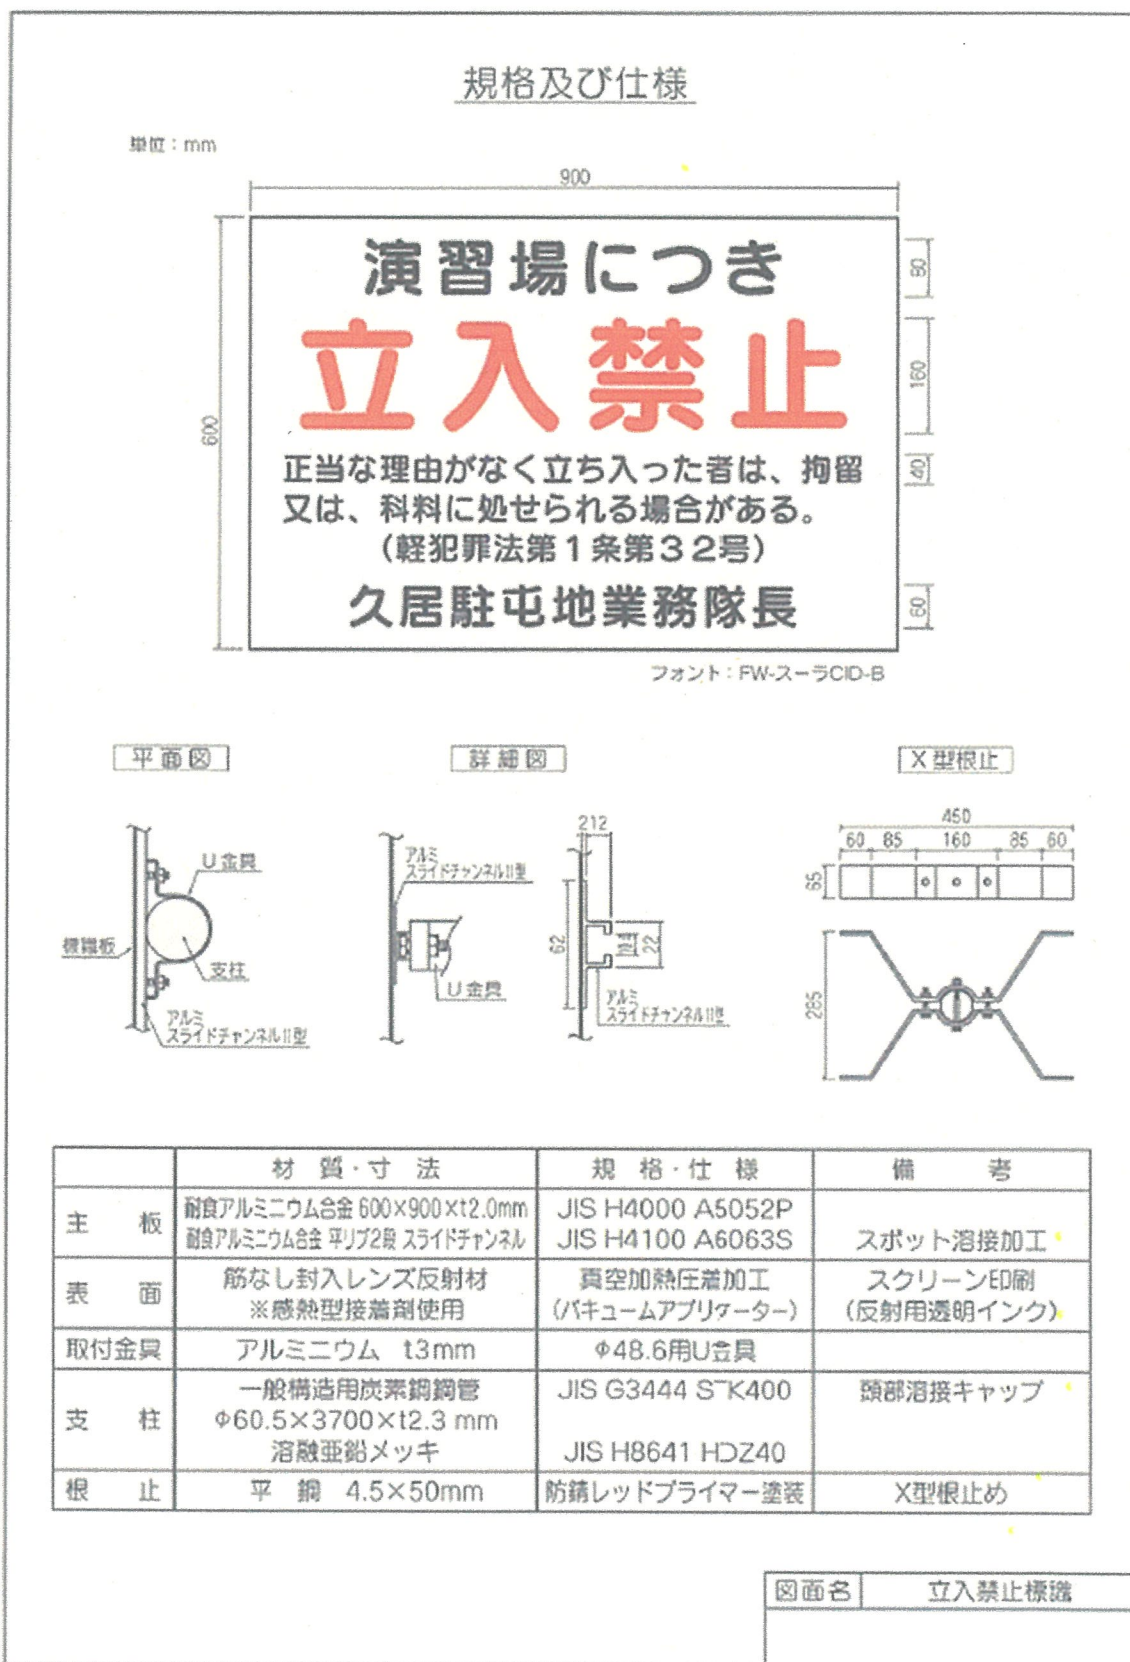 規格及び仕様
単位：mm
900
600
演習場につき
立入禁止
正当な理由がなく立ち入った者は、拘留
又は、科料に処せられる場合がある。
（軽犯罪法第１条第３２号）
久居駐屯地業務隊長
80
160
40
60
フォント：FW-スーラCID-B
平面図
詳細図
X型根止
U金具
標識板
支柱
アルミ
スライドチャンネルII型
アルミ
スライドチャンネルII型
U金具
212
62
22
アルミ
スライドチャンネルII型
450
60 85 160 85 60
65
285
材質・寸法 規格・仕様 備考
主板 耐食アルミニウム合金 600×900×t2.0mm JIS H4000 A5052P
耐食アルミニウム合金 平リブ2段 スライドチャンネル JIS H4100 A6063S スポット溶接加工
表面 筋なし封入レンズ反射材 真空加熱圧着加工 スクリーン印刷
※感熱型接着剤使用 （バキュームアプリケーター） （反射用透明インク）
取付金具 アルミニウム t3mm φ48.6用U金具
支柱 一般構造用炭素鋼鋼管 JIS G3444 STK400 頭部溶接キャップ
φ60.5×3700×t2.3 mm
溶融亜鉛メッキ JIS H8641 HDZ40
根止 平鋼 4.5×50mm 防錆レッドプライマー塗装 X型根止め
図面名 立入禁止標識